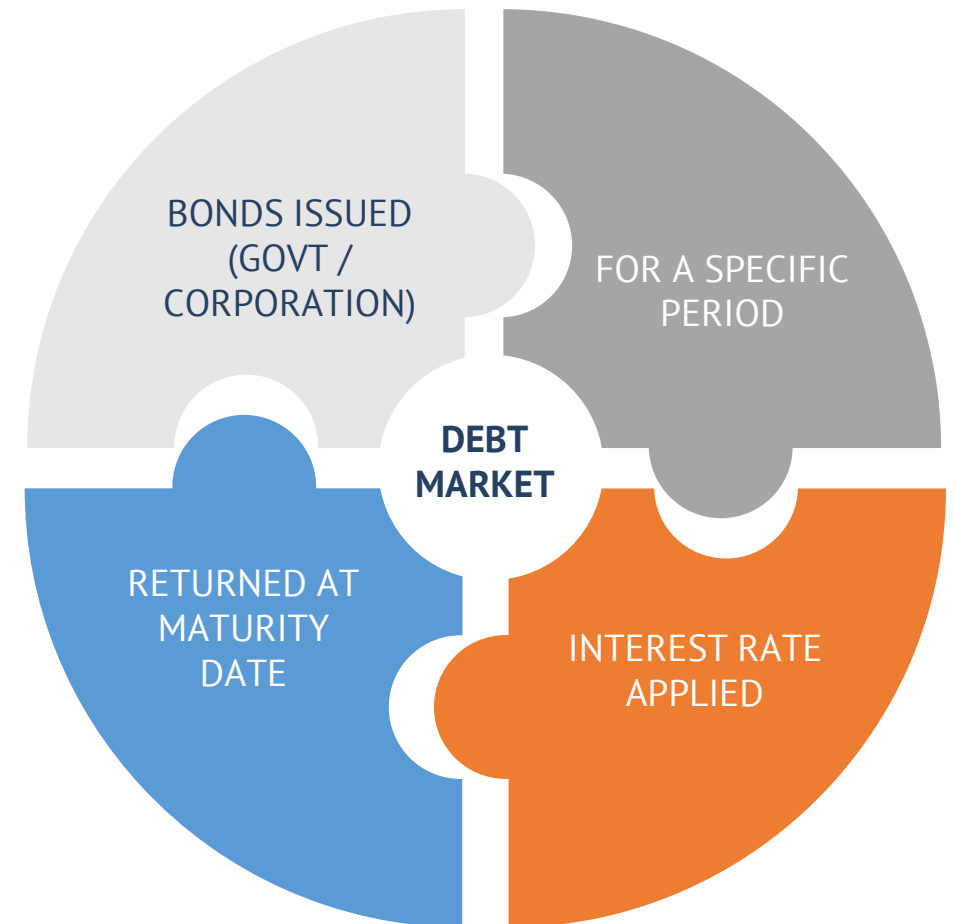 BONDS ISSUED
(GOVT /
CORPORATION)
FOR A SPECIFIC
PERIOD
DEBT
MARKET
RETURNED AT
MATURITY
DATE
INTEREST RATE
APPLIED